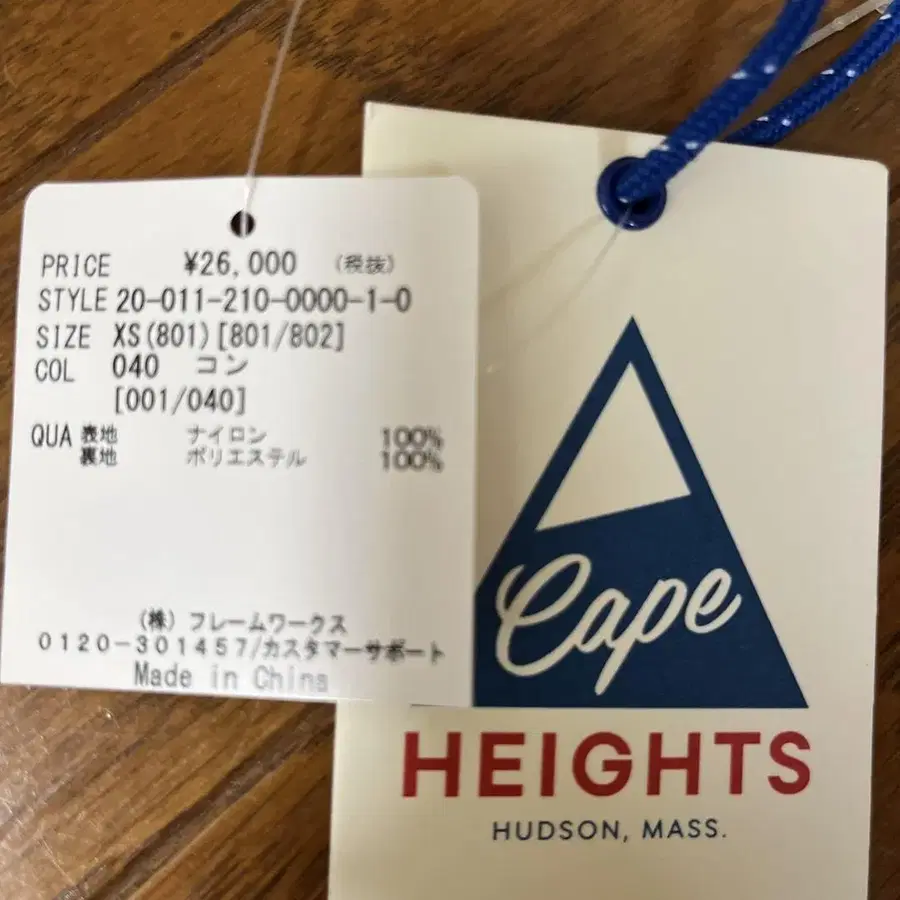 PRICE ¥26,000 (税抜)
STYLE 20-011-210-0000-1-0
SIZE XS(801)[801/802]
COL 040 コン
[001/040]
QUA 表地 ナイロン 100%
裏地 ポリエステル 100%
(株) フレームワークス
0120-301457/カスタマーサポート
Made in China
Cape
HEIGHTS
HUDSON, MASS.